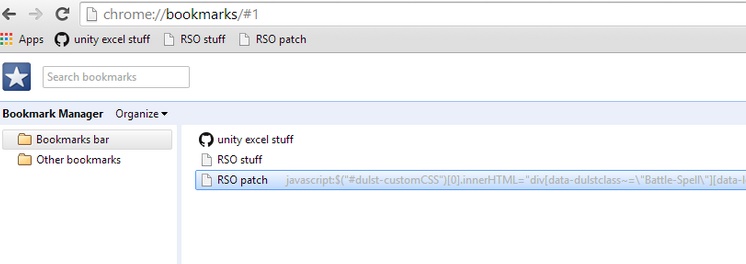 chrome://bookmarks/#1
Apps unity excel stuff RSO stuff RSO patch
Search bookmarks
Bookmark Manager Organize
Bookmarks bar
Other bookmarks
unity excel stuff
RSO stuff
RSO patch javascript:$("#dulst-customCSS")[0].innerHTML="div[data-dulstclass~=\"Battle-Spell\"][data-l